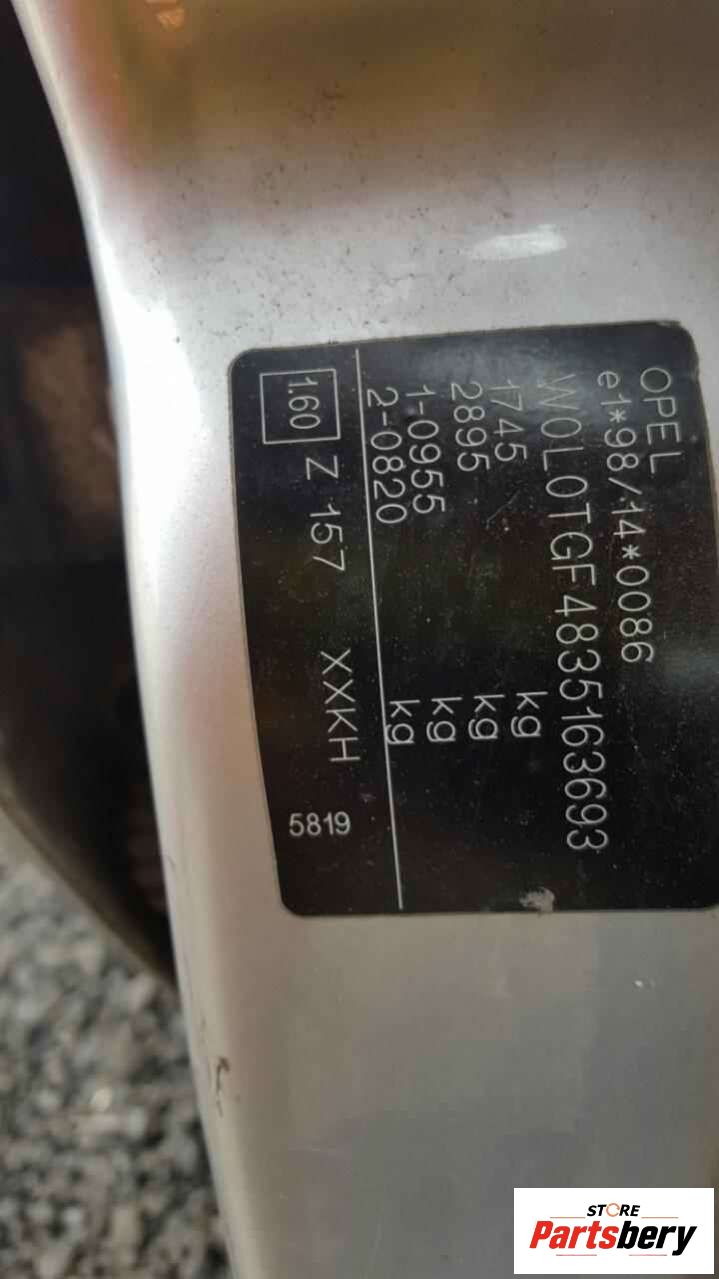 OPEL
e1*98/14*0086
W0L0TGF4835163693
1745 kg
2895 kg
1-0955 kg
2-0820 kg
1.60 Z 157 XXKH
5819
STORE
Partsbery